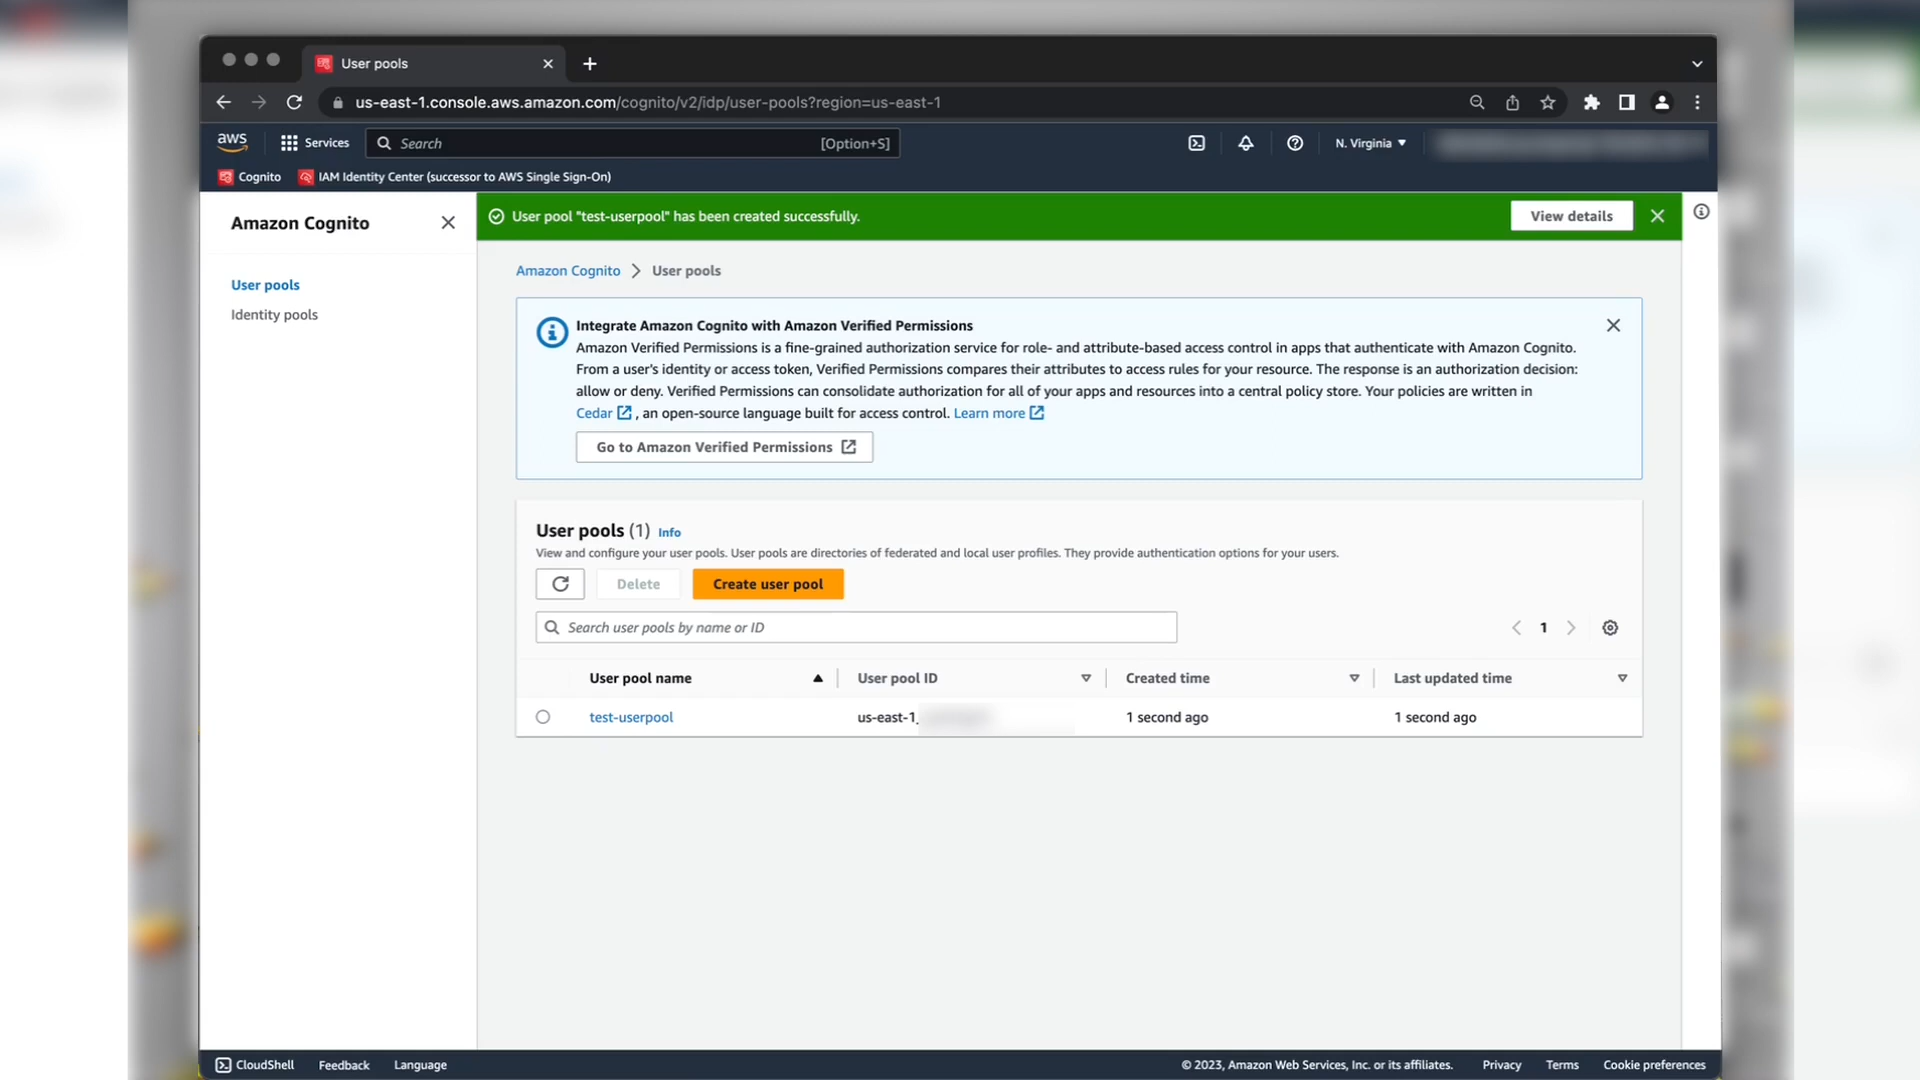 User pools
us-east-1.console.aws.amazon.com/cognito/v2/idp/user-pools?region=us-east-1
aws
Services
Search
[Option+S]
N. Virginia
Cognito
IAM Identity Center (successor to AWS Single Sign-On)
Amazon Cognito
User pools
Identity pools
User pool "test-userpool" has been created successfully.
View details
Amazon Cognito > User pools
Integrate Amazon Cognito with Amazon Verified Permissions
Amazon Verified Permissions is a fine-grained authorization service for role- and attribute-based access control in apps that authenticate with Amazon Cognito.
From a user's identity or access token, Verified Permissions compares their attributes to access rules for your resource. The response is an authorization decision:
allow or deny. Verified Permissions can consolidate authorization for all of your apps and resources into a central policy store. Your policies are written in
Cedar , an open-source language built for access control. Learn more
Go to Amazon Verified Permissions
User pools (1) Info
View and configure your user pools. User pools are directories of federated and local user profiles. They provide authentication options for your users.
Delete
Create user pool
Search user pools by name or ID
1
User pool name
User pool ID
Created time
Last updated time
test-userpool
us-east-1_
1 second ago
1 second ago
CloudShell
Feedback
Language
© 2023, Amazon Web Services, Inc. or its affiliates.
Privacy
Terms
Cookie preferences